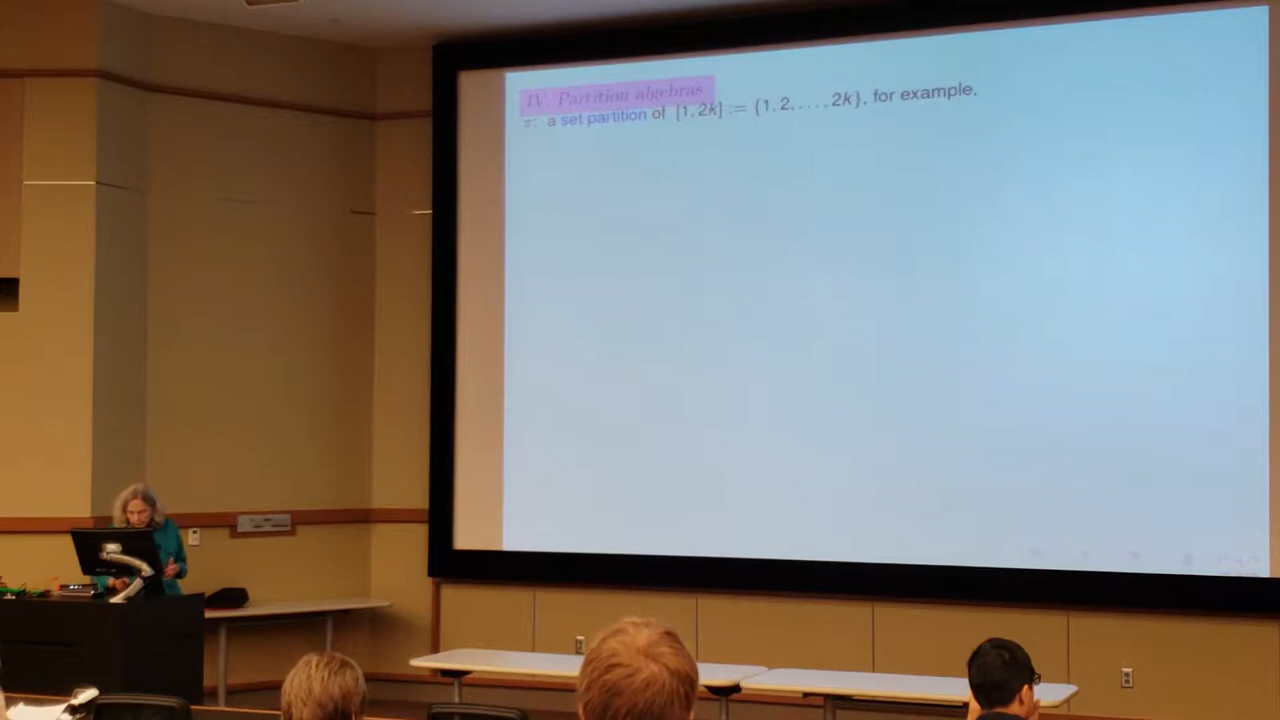 IV. Partition algebras
π: a set partition of [1, 2k] := {1, 2, . . . , 2k}, for example,